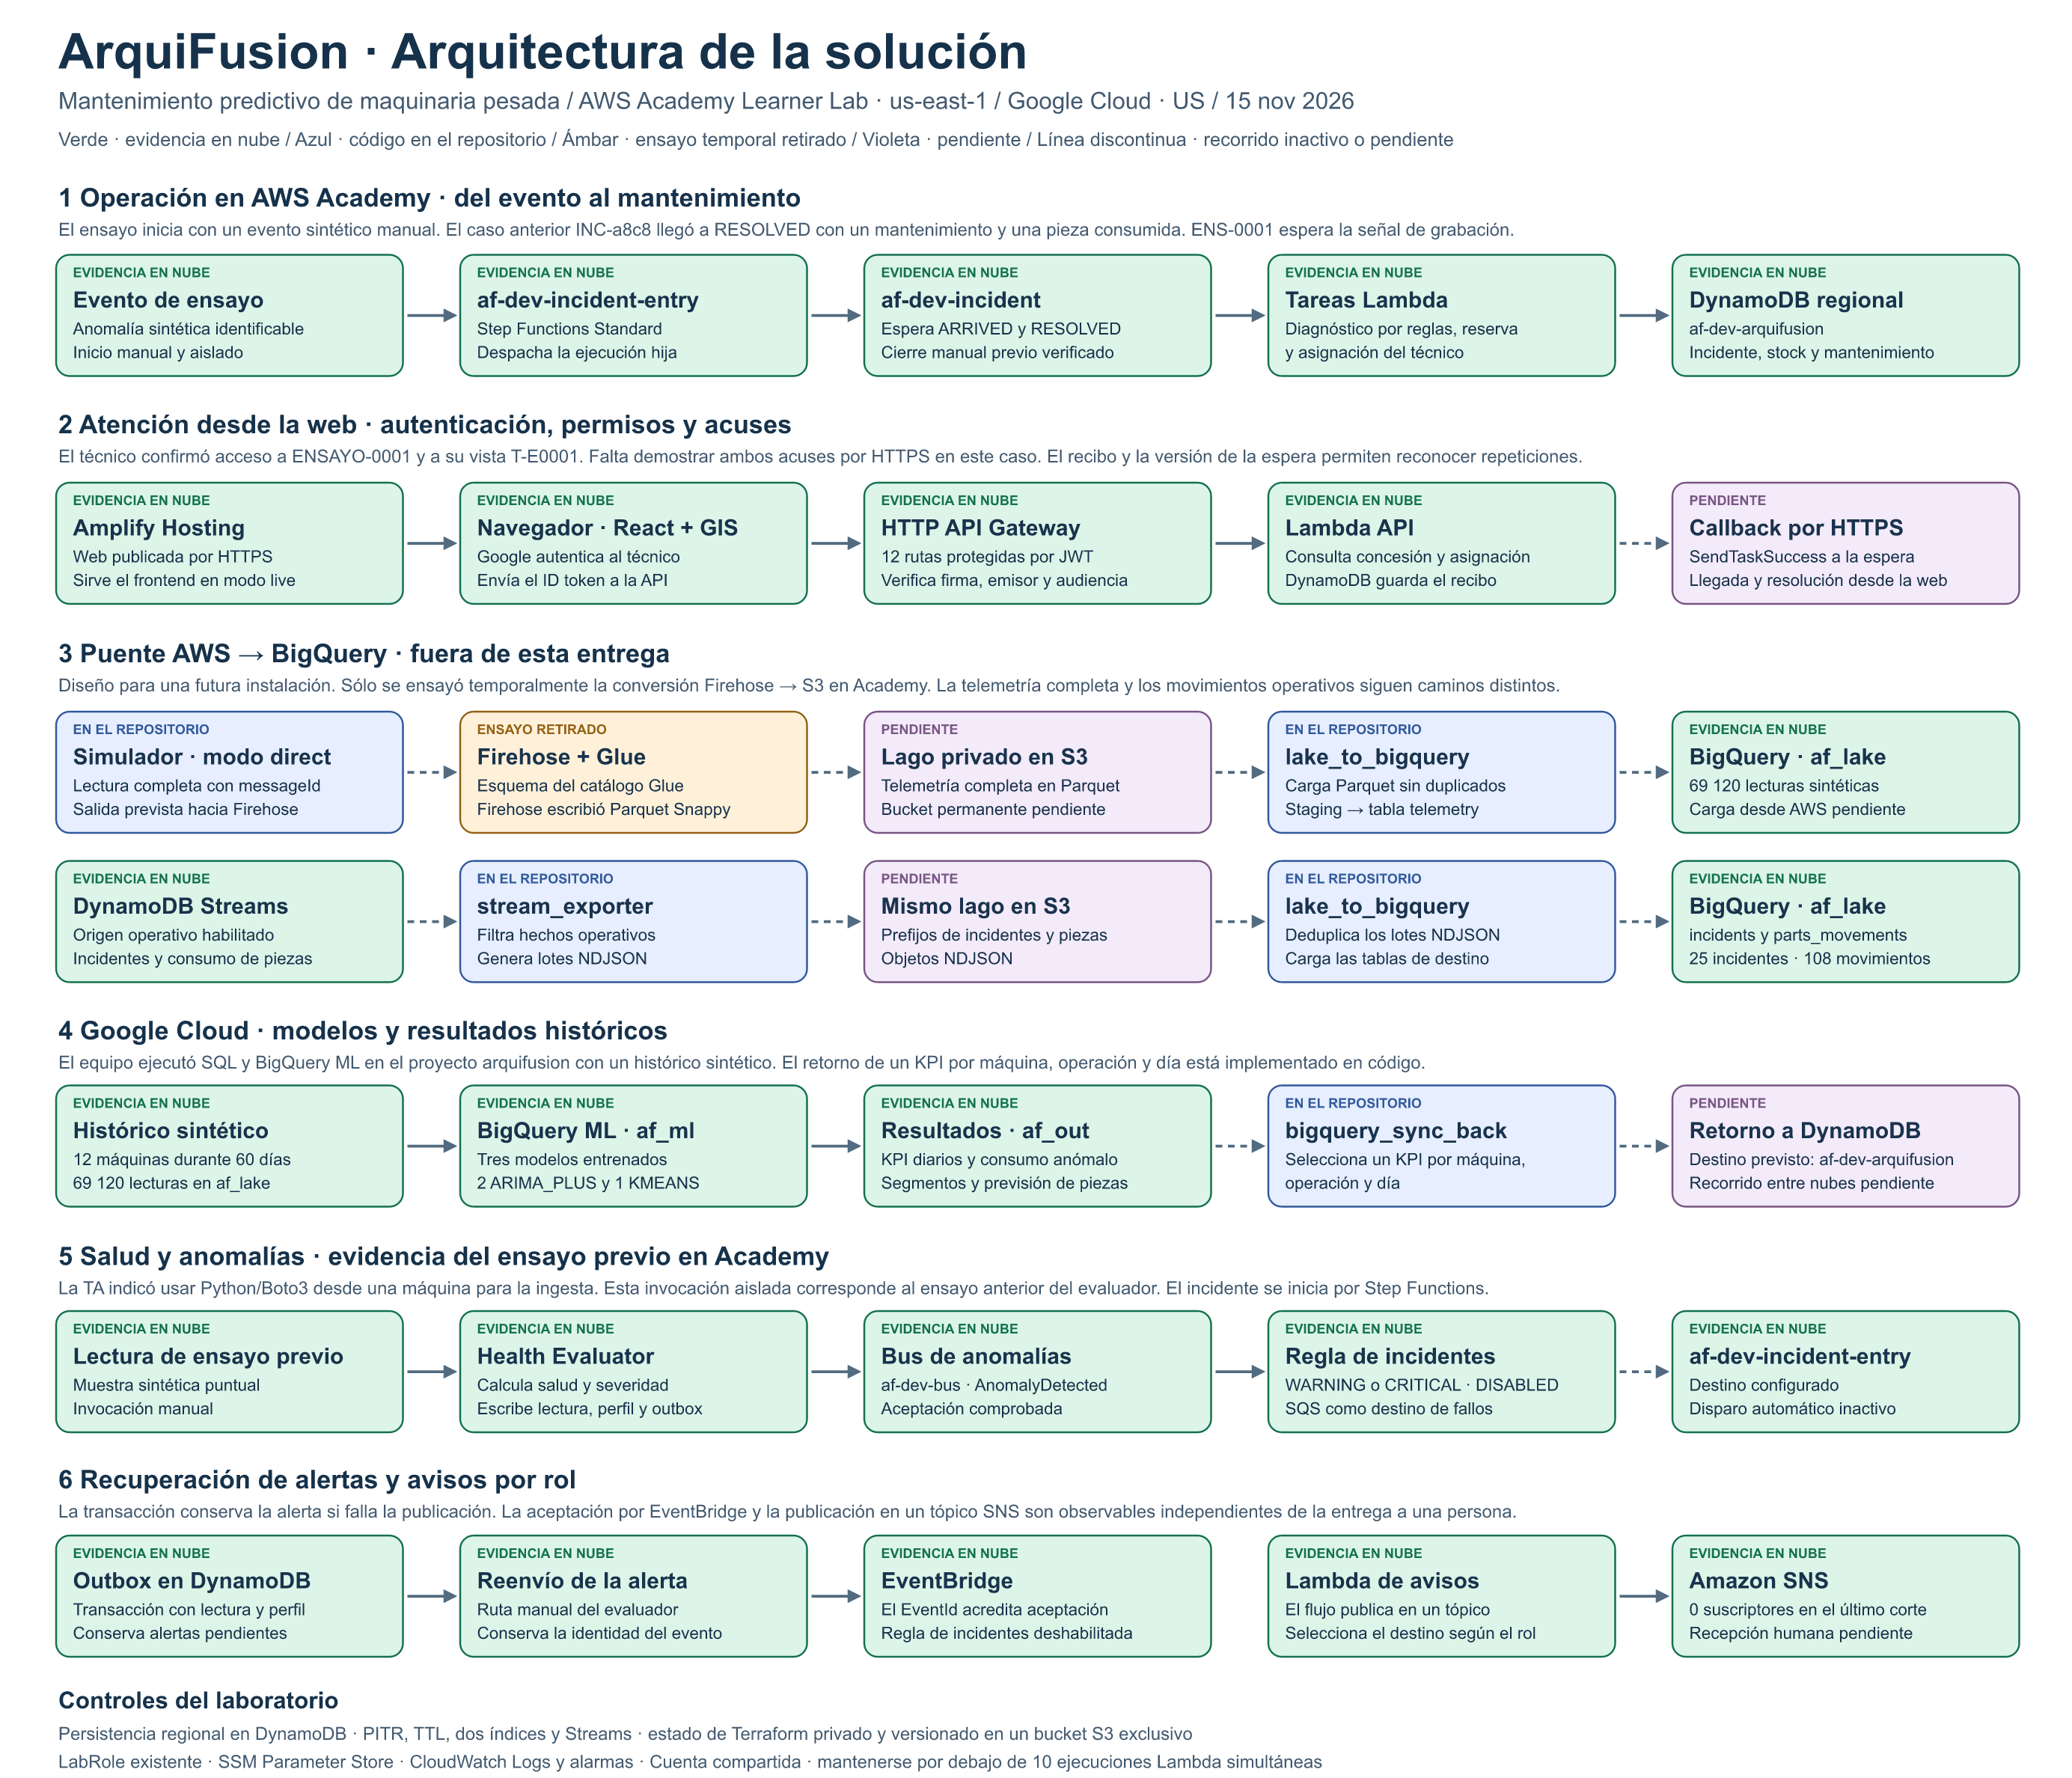 ArquiFusion · Arquitectura de la solución
Mantenimiento predictivo de maquinaria pesada / AWS Academy Learner Lab · us-east-1 / Google Cloud · US / 15 nov 2026
Verde · evidencia en nube / Azul · código en el repositorio / Ámbar · ensayo temporal retirado / Violeta · pendiente / Línea discontinua · recorrido inactivo o pendiente
1 Operación en AWS Academy · del evento al mantenimiento
El ensayo inicia con un evento sintético manual. El caso anterior INC-a8c8 llegó a RESOLVED con un mantenimiento y una pieza consumida. ENS-0001 espera la señal de grabación.
EVIDENCIA EN NUBE
Evento de ensayo
Anomalía sintética identificable
Inicio manual y aislado
EVIDENCIA EN NUBE
af-dev-incident-entry
Step Functions Standard
Despacha la ejecución hija
EVIDENCIA EN NUBE
af-dev-incident
Espera ARRIVED y RESOLVED
Cierre manual previo verificado
EVIDENCIA EN NUBE
Tareas Lambda
Diagnóstico por reglas, reserva
y asignación del técnico
EVIDENCIA EN NUBE
DynamoDB regional
af-dev-arquifusion
Incidente, stock y mantenimiento
2 Atención desde la web · autenticación, permisos y acuses
El técnico confirmó acceso a ENSAYO-0001 y a su vista T-E0001. Falta demostrar ambos acuses por HTTPS en este caso. El recibo y la versión de la espera permiten reconocer repeticiones.
EVIDENCIA EN NUBE
Amplify Hosting
Web publicada por HTTPS
Sirve el frontend en modo live
EVIDENCIA EN NUBE
Navegador · React + GIS
Google autentica al técnico
Envía el ID token a la API
EVIDENCIA EN NUBE
HTTP API Gateway
12 rutas protegidas por JWT
Verifica firma, emisor y audiencia
EVIDENCIA EN NUBE
Lambda API
Consulta concesión y asignación
DynamoDB guarda el recibo
PENDIENTE
Callback por HTTPS
SendTaskSuccess a la espera
Llegada y resolución desde la web
3 Puente AWS → BigQuery · fuera de esta entrega
Diseño para una futura instalación. Sólo se ensayó temporalmente la conversión Firehose → S3 en Academy. La telemetría completa y los movimientos operativos siguen caminos distintos.
EN EL REPOSITORIO
Simulador · modo direct
Lectura completa con messageId
Salida prevista hacia Firehose
ENSAYO RETIRADO
Firehose + Glue
Esquema del catálogo Glue
Firehose escribió Parquet Snappy
PENDIENTE
Lago privado en S3
Telemetría completa en Parquet
Bucket permanente pendiente
EN EL REPOSITORIO
lake_to_bigquery
Carga Parquet sin duplicados
Staging → tabla telemetry
EVIDENCIA EN NUBE
BigQuery · af_lake
69 120 lecturas sintéticas
Carga desde AWS pendiente
EVIDENCIA EN NUBE
DynamoDB Streams
Origen operativo habilitado
Incidentes y consumo de piezas
EN EL REPOSITORIO
stream_exporter
Filtra hechos operativos
Genera lotes NDJSON
PENDIENTE
Mismo lago en S3
Prefijos de incidentes y piezas
Objetos NDJSON
EN EL REPOSITORIO
lake_to_bigquery
Deduplica los lotes NDJSON
Carga las tablas de destino
EVIDENCIA EN NUBE
BigQuery · af_lake
incidents y parts_movements
25 incidentes · 108 movimientos
4 Google Cloud · modelos y resultados históricos
El equipo ejecutó SQL y BigQuery ML en el proyecto arquifusion con un histórico sintético. El retorno de un KPI por máquina, operación y día está implementado en código.
EVIDENCIA EN NUBE
Histórico sintético
12 máquinas durante 60 días
69 120 lecturas en af_lake
EVIDENCIA EN NUBE
BigQuery ML · af_ml
Tres modelos entrenados
2 ARIMA_PLUS y 1 KMEANS
EVIDENCIA EN NUBE
Resultados · af_out
KPI diarios y consumo anómalo
Segmentos y previsión de piezas
EN EL REPOSITORIO
bigquery_sync_back
Selecciona un KPI por máquina,
operación y día
PENDIENTE
Retorno a DynamoDB
Destino previsto: af-dev-arquifusion
Recorrido entre nubes pendiente
5 Salud y anomalías · evidencia del ensayo previo en Academy
La TA indicó usar Python/Boto3 desde una máquina para la ingesta. Esta invocación aislada corresponde al ensayo anterior del evaluador. El incidente se inicia por Step Functions.
EVIDENCIA EN NUBE
Lectura de ensayo previo
Muestra sintética puntual
Invocación manual
EVIDENCIA EN NUBE
Health Evaluator
Calcula salud y severidad
Escribe lectura, perfil y outbox
EVIDENCIA EN NUBE
Bus de anomalías
af-dev-bus · AnomalyDetected
Aceptación comprobada
EVIDENCIA EN NUBE
Regla de incidentes
WARNING o CRITICAL · DISABLED
SQS como destino de fallos
EVIDENCIA EN NUBE
af-dev-incident-entry
Destino configurado
Disparo automático inactivo
6 Recuperación de alertas y avisos por rol
La transacción conserva la alerta si falla la publicación. La aceptación por EventBridge y la publicación en un tópico SNS son observables independientes de la entrega a una persona.
EVIDENCIA EN NUBE
Outbox en DynamoDB
Transacción con lectura y perfil
Conserva alertas pendientes
EVIDENCIA EN NUBE
Reenvío de la alerta
Ruta manual del evaluador
Conserva la identidad del evento
EVIDENCIA EN NUBE
EventBridge
El EventId acredita aceptación
Regla de incidentes deshabilitada
EVIDENCIA EN NUBE
Lambda de avisos
El flujo publica en un tópico
Selecciona el destino según el rol
EVIDENCIA EN NUBE
Amazon SNS
0 suscriptores en el último corte
Recepción humana pendiente
Controles del laboratorio
Persistencia regional en DynamoDB · PITR, TTL, dos índices y Streams · estado de Terraform privado y versionado en un bucket S3 exclusivo
LabRole existente · SSM Parameter Store · CloudWatch Logs y alarmas · Cuenta compartida · mantenerse por debajo de 10 ejecuciones Lambda simultáneas